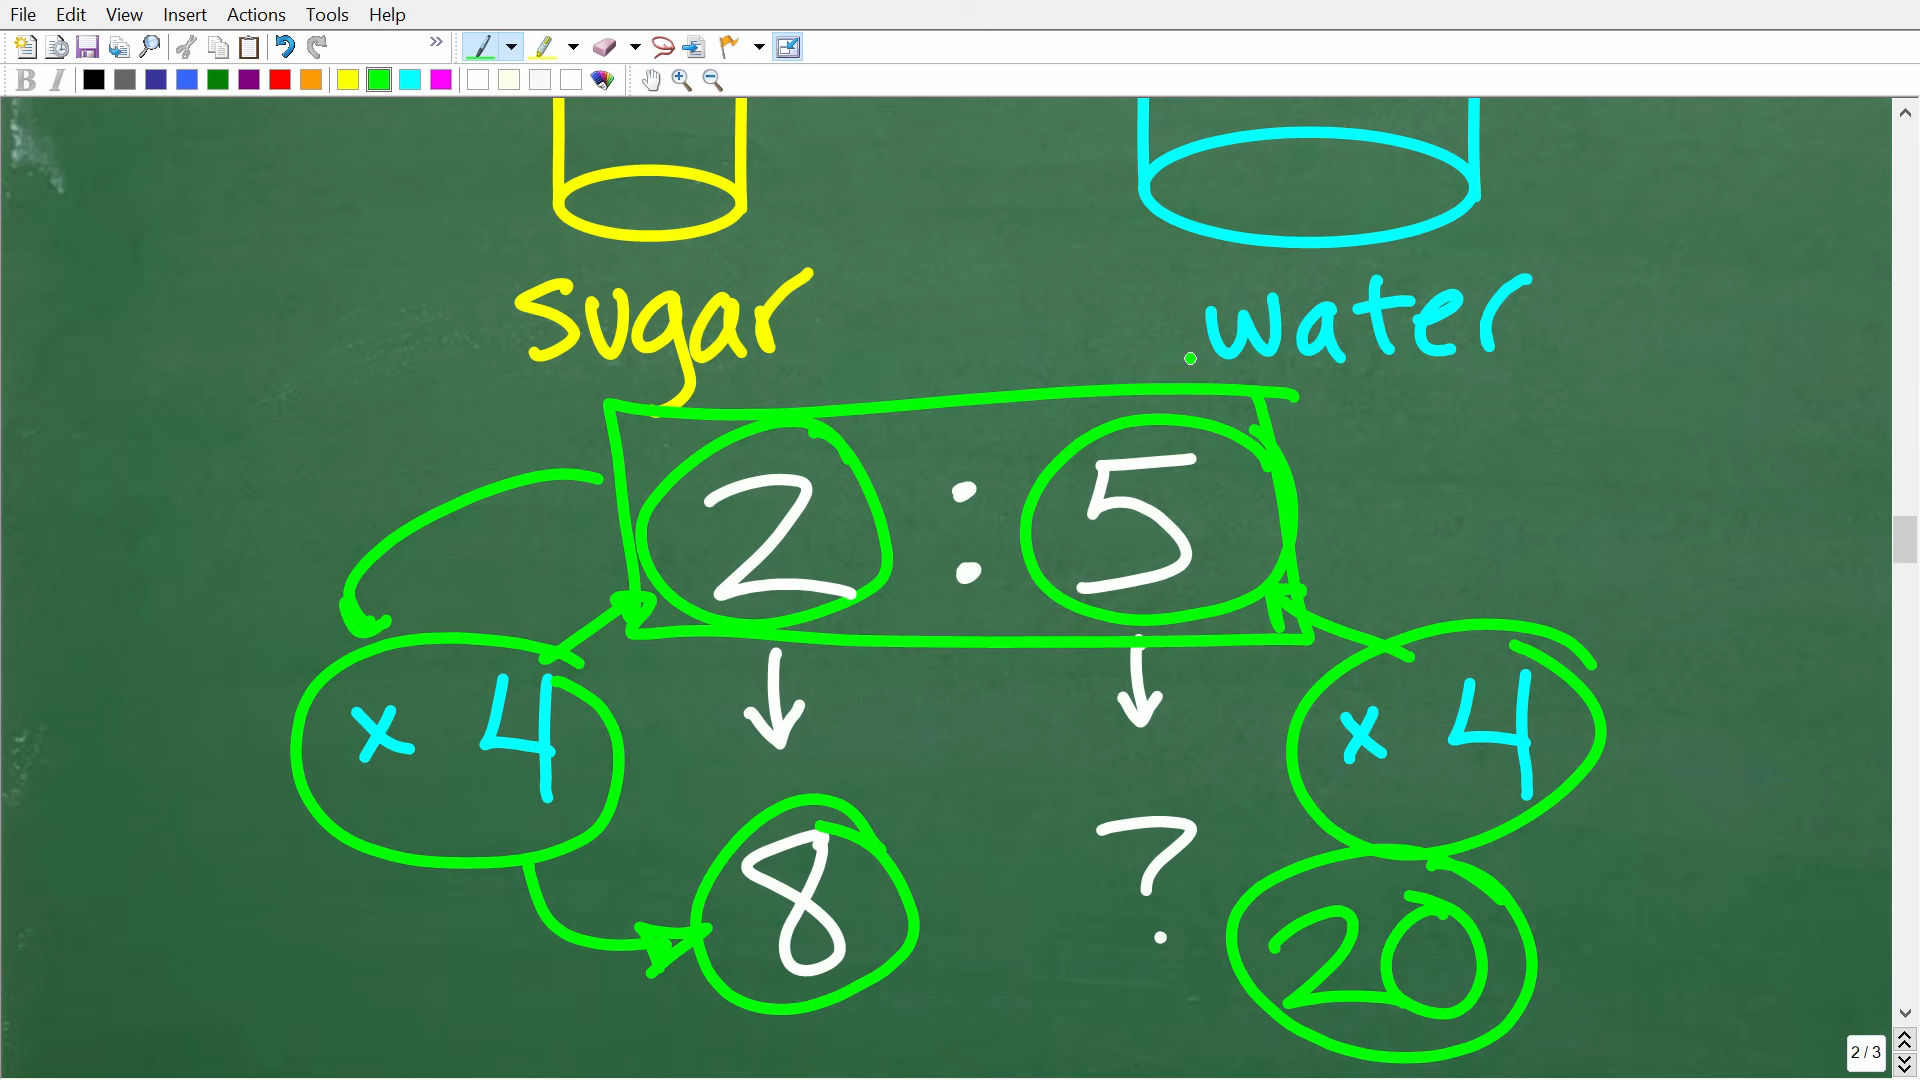 File Edit View Insert Actions Tools Help
B I
sugar water
2 : 5
x 4 x 4
8 ? 20
2 / 3